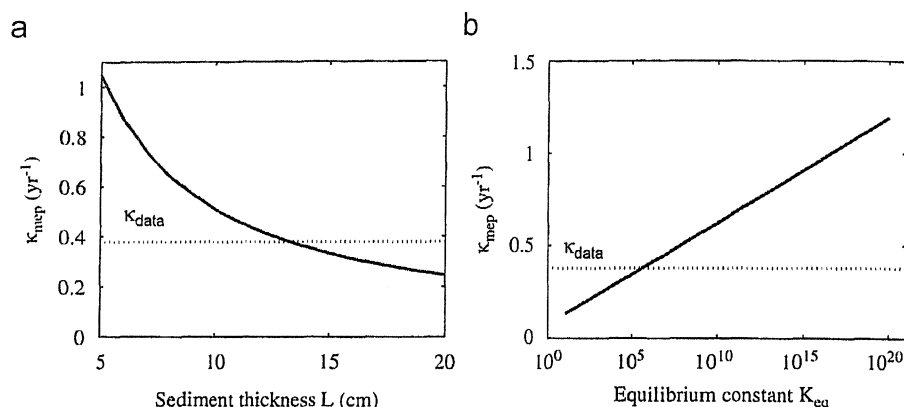 a
κmep (yr-1)
1
0.8
0.6
0.4
0.2
0
κdata
5
10
15
20
Sediment thickness L (cm)
b
κmep (yr-1)
1.5
1
0.5
0
κdata
10^0
10^5
10^10
10^15
10^20
Equilibrium constant Keq